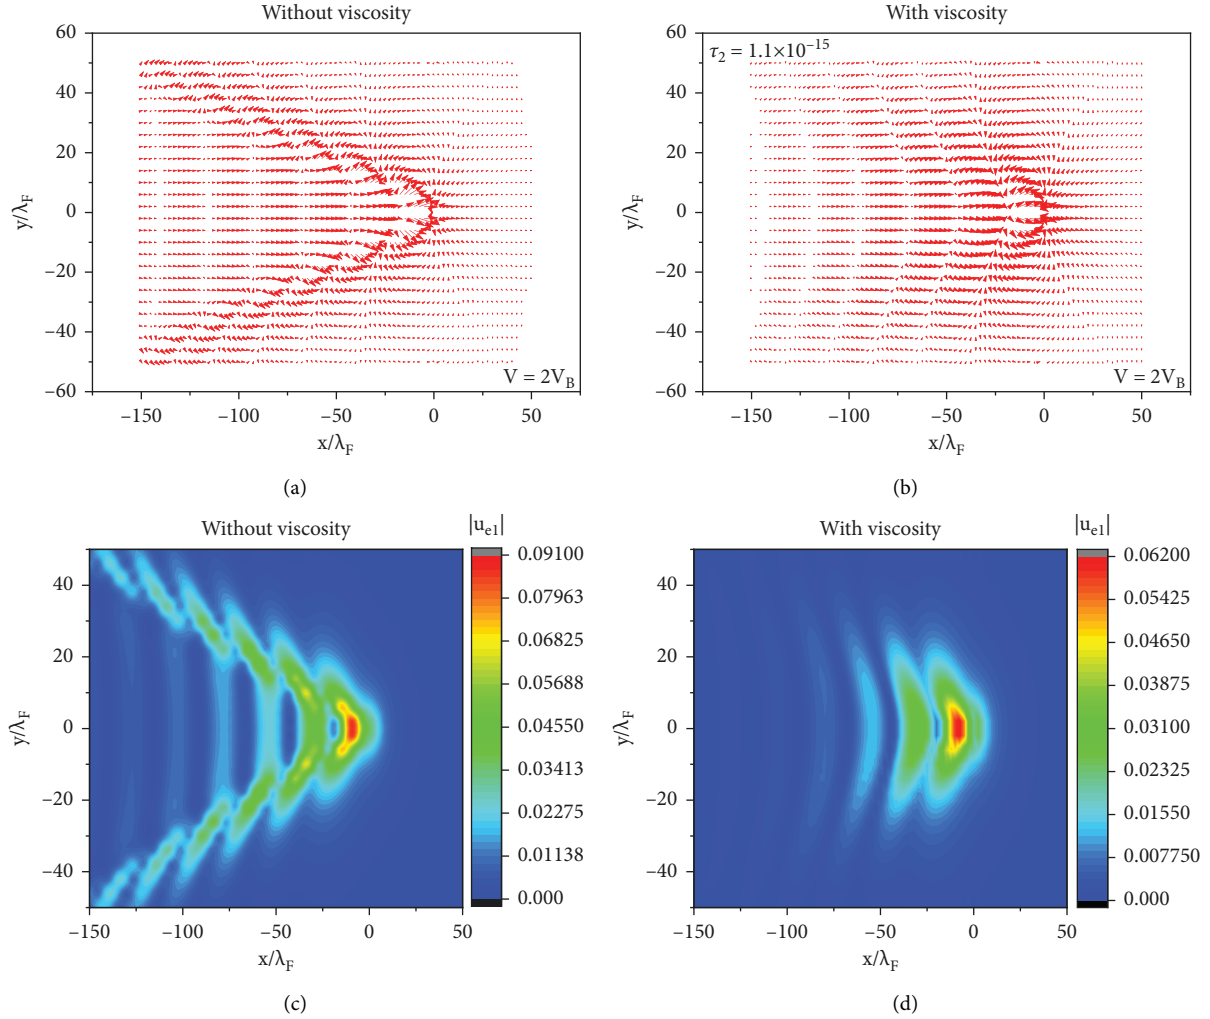 Without viscosity
With viscosity
60
40
20
0
−20
−40
−60
y/λF
V = 2VB
−150
−100
−50
0
50
x/λF
(a)
60
40
20
0
−20
−40
−60
y/λF
τ2 = 1.1×10−15
V = 2VB
−150
−100
−50
0
50
x/λF
(b)
Without viscosity
|ue1|
40
20
0
−20
−40
y/λF
0.09100
0.07963
0.06825
0.05688
0.04550
0.03413
0.02275
0.01138
0.000
−150
−100
−50
0
50
x/λF
(c)
With viscosity
|ue1|
40
20
0
−20
−40
y/λF
0.06200
0.05425
0.04650
0.03875
0.03100
0.02325
0.01550
0.007750
0.000
−150
−100
−50
0
50
x/λF
(d)